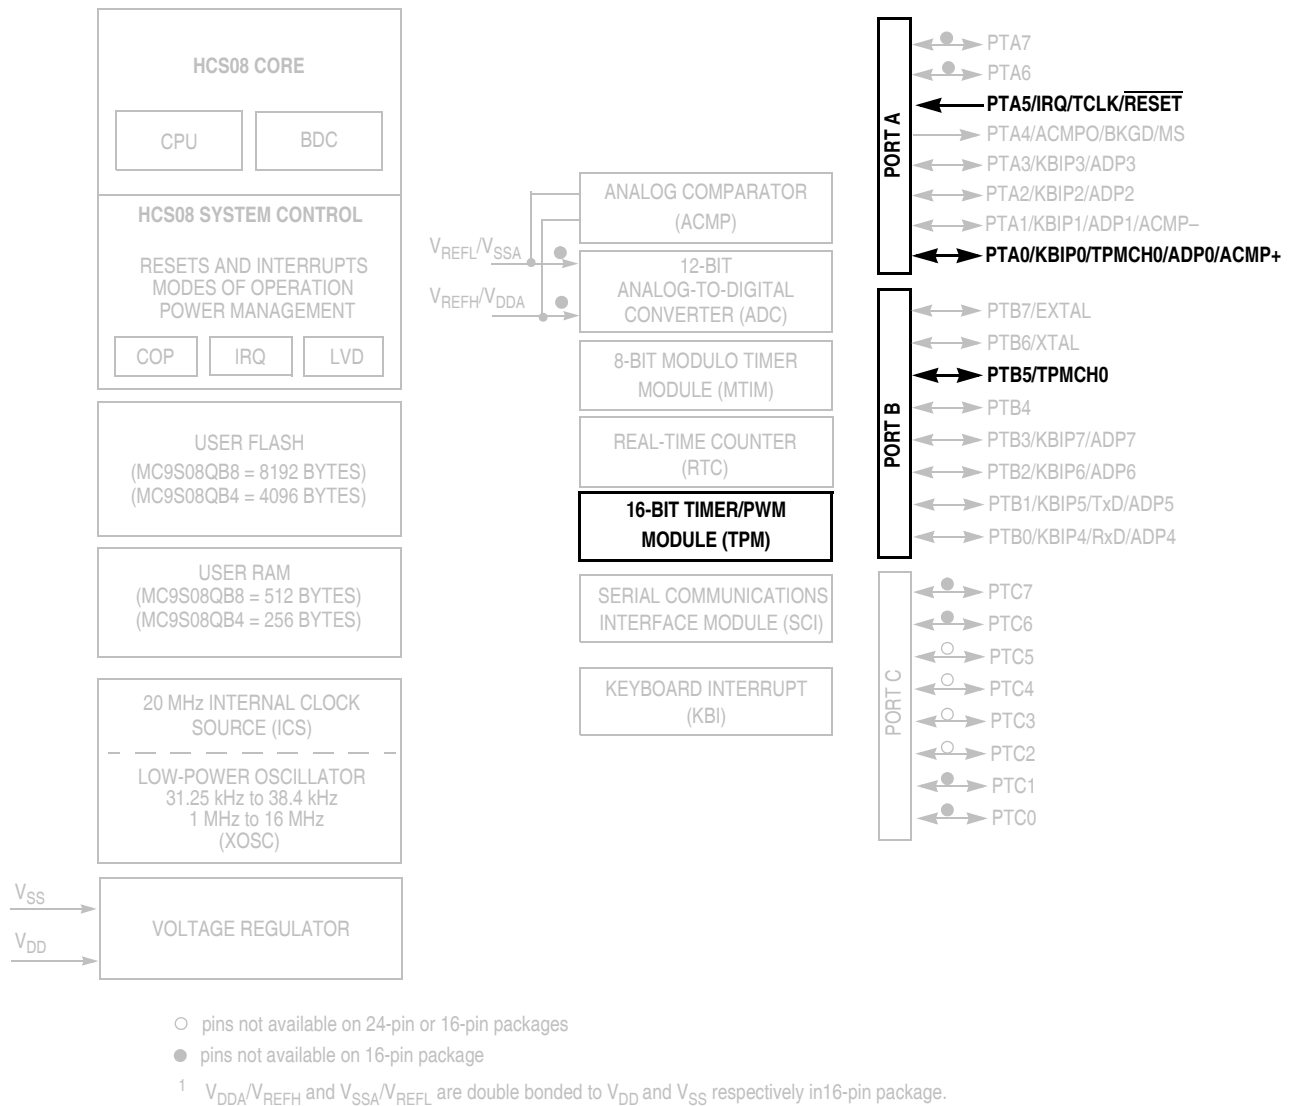 HCS08 CORE
CPU
BDC
HCS08 SYSTEM CONTROL
RESETS AND INTERRUPTS
MODES OF OPERATION
POWER MANAGEMENT
COP
IRQ
LVD
USER FLASH
(MC9S08QB8 = 8192 BYTES)
(MC9S08QB4 = 4096 BYTES)
USER RAM
(MC9S08QB8 = 512 BYTES)
(MC9S08QB4 = 256 BYTES)
20 MHz INTERNAL CLOCK
SOURCE (ICS)
LOW-POWER OSCILLATOR
31.25 kHz to 38.4 kHz
1 MHz to 16 MHz
(XOSC)
VSS
VDD
VOLTAGE REGULATOR
VREFL/VSSA
VREFH/VDDA
ANALOG COMPARATOR
(ACMP)
12-BIT
ANALOG-TO-DIGITAL
CONVERTER (ADC)
8-BIT MODULO TIMER
MODULE (MTIM)
REAL-TIME COUNTER
(RTC)
16-BIT TIMER/PWM
MODULE (TPM)
SERIAL COMMUNICATIONS
INTERFACE MODULE (SCI)
KEYBOARD INTERRUPT
(KBI)
PORT A
PTA7
PTA6
PTA5/IRQ/TCLK/RESET
PTA4/ACMPO/BKGD/MS
PTA3/KBIP3/ADP3
PTA2/KBIP2/ADP2
PTA1/KBIP1/ADP1/ACMP–
PTA0/KBIP0/TPMCH0/ADP0/ACMP+
PORT B
PTB7/EXTAL
PTB6/XTAL
PTB5/TPMCH0
PTB4
PTB3/KBIP7/ADP7
PTB2/KBIP6/ADP6
PTB1/KBIP5/TxD/ADP5
PTB0/KBIP4/RxD/ADP4
PORT C
PTC7
PTC6
PTC5
PTC4
PTC3
PTC2
PTC1
PTC0
pins not available on 24-pin or 16-pin packages
pins not available on 16-pin package
1 VDDA/VREFH and VSSA/VREFL are double bonded to VDD and VSS respectively in16-pin package.